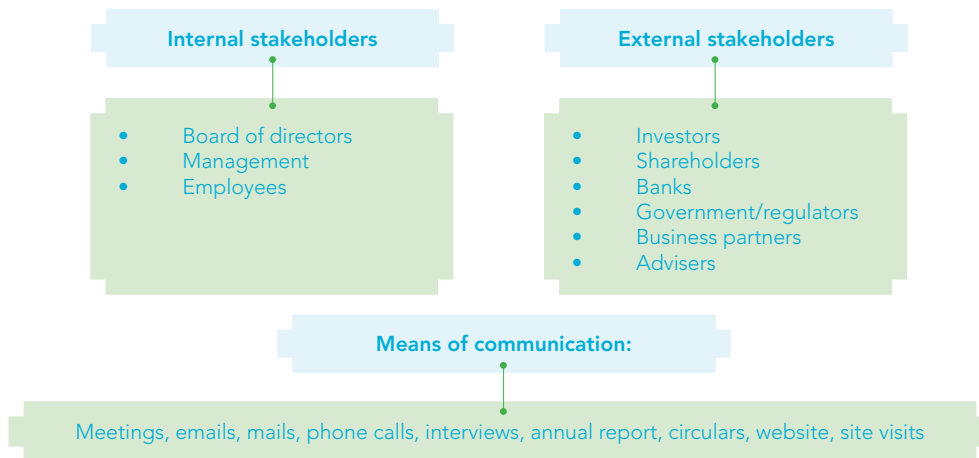 Internal stakeholders
• Board of directors
• Management
• Employees
External stakeholders
• Investors
• Shareholders
• Banks
• Government/regulators
• Business partners
• Advisers
Means of communication:
Meetings, emails, mails, phone calls, interviews, annual report, circulars, website, site visits